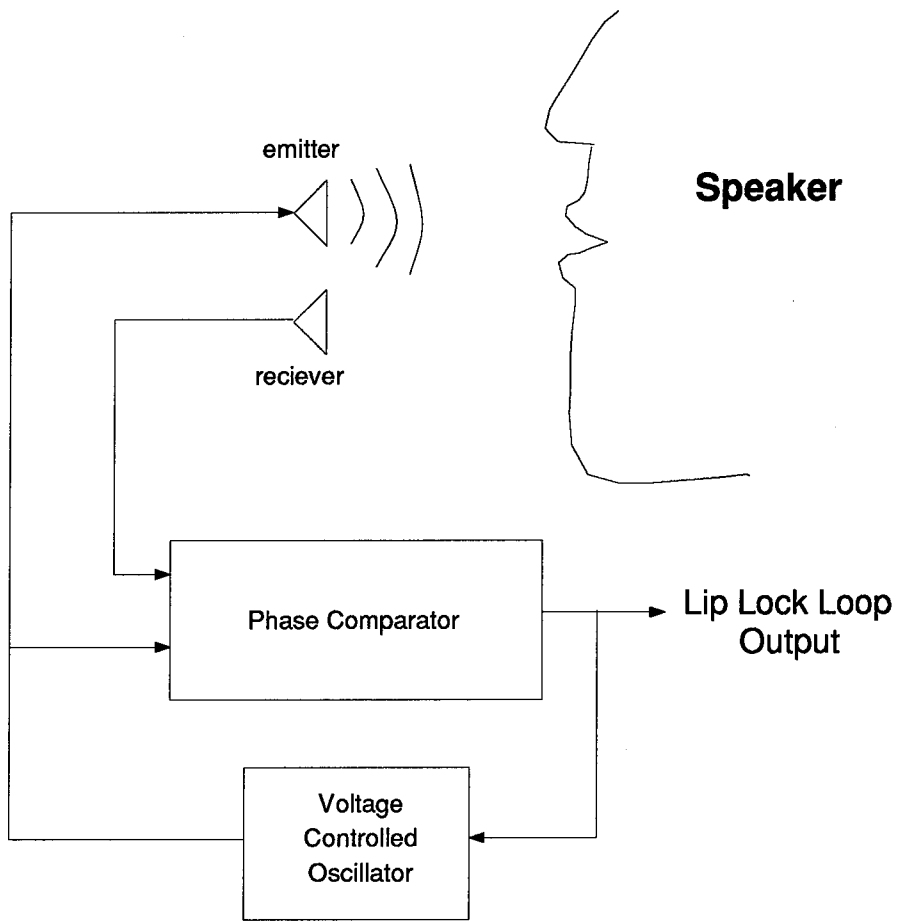 emitter
Speaker
reciever
Phase Comparator
Lip Lock Loop
Output
Voltage
Controlled
Oscillator